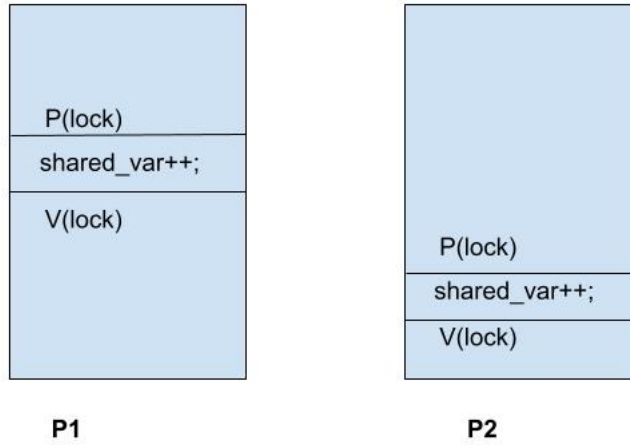 P(lock)
shared_var++;
V(lock)
P(lock)
shared_var++;
V(lock)
P1
P2